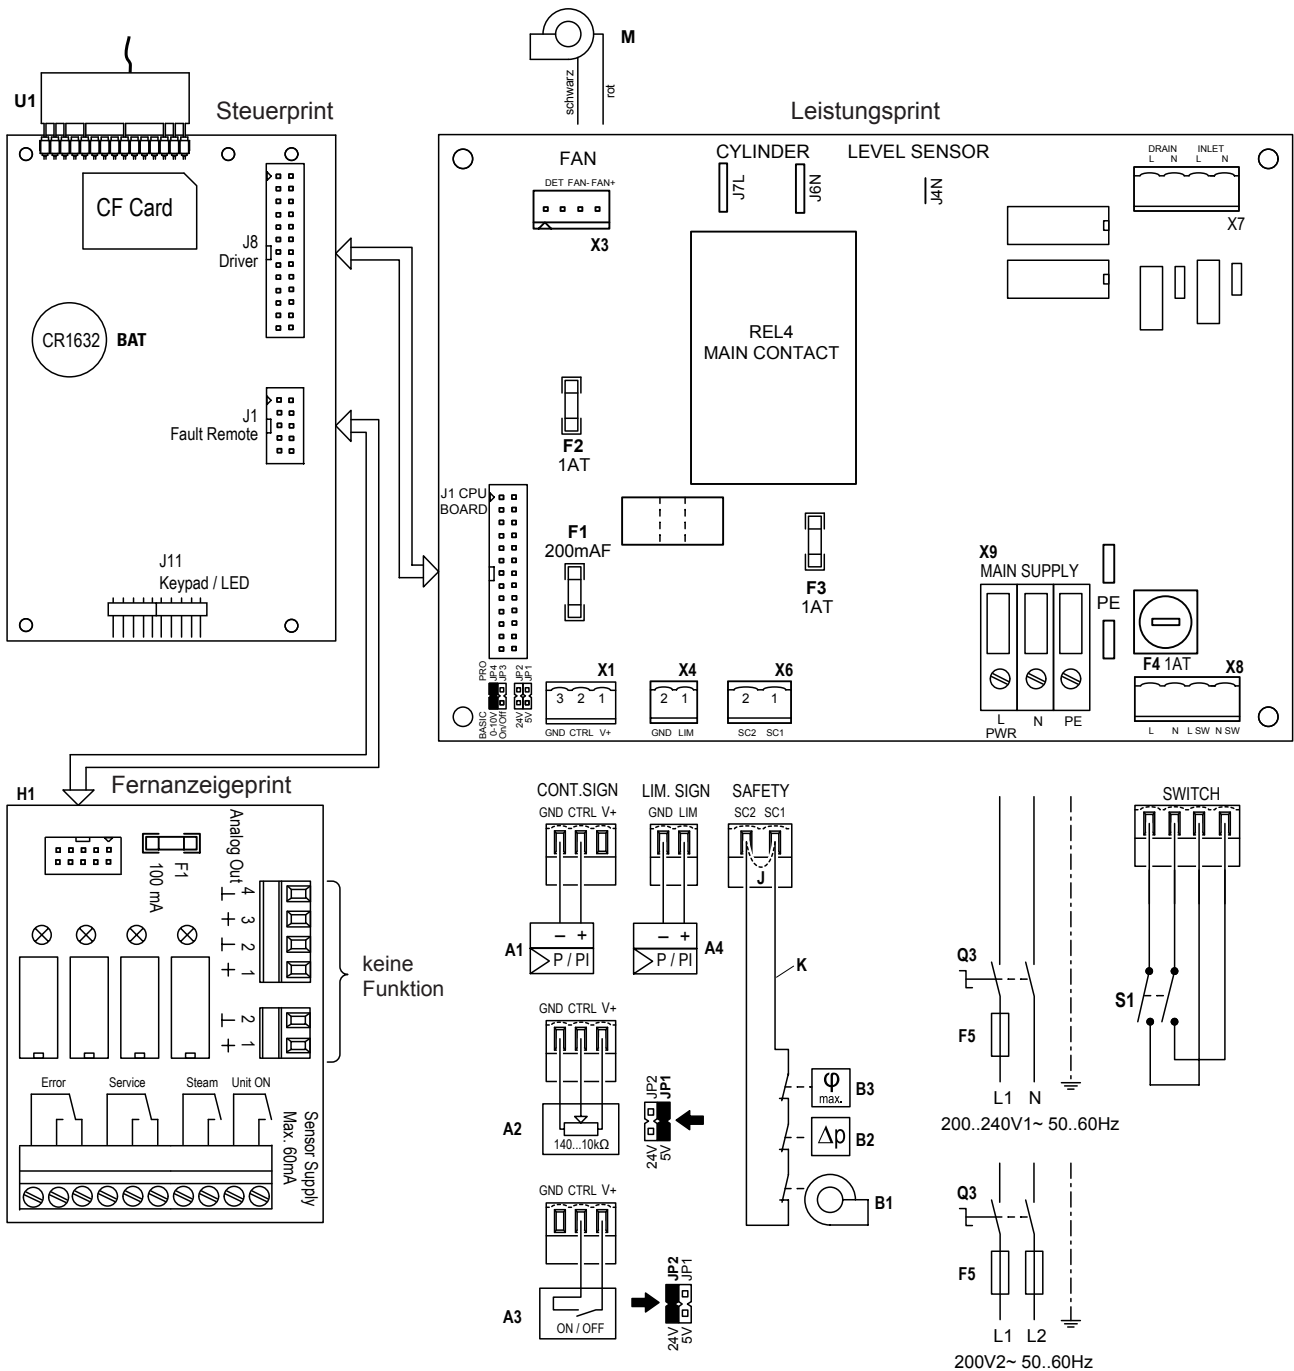 M
schwarz
rot
U1
Steuerprint
Leistungsprint
CF Card
J8
Driver
CR1632 BAT
J1
Fault Remote
J11
Keypad / LED
FAN
DET FAN- FAN+
X3
CYLINDER
J7L
J6N
LEVEL SENSOR
J4N
DRAIN INLET
L N L N
X7
REL4
MAIN CONTACT
F2
1AT
J1 CPU
BOARD
F1
200mAF
F3
1AT
X9
MAIN SUPPLY
PE
L N PE
PWR
F4 1AT
X8
L N L SW N SW
PRO
BASIC
JP4
JP3
0-10V
On/Off
JP2
JP1
24V
5V
X1
3 2 1
GND CTRL V+
X4
2 1
GND LIM
X6
2 1
SC2 SC1
H1
Fernanzeigeprint
F1
100 mA
Analog Out
4 ⊥
3 +
2 ⊥
1 +
2 ⊥
1 +
keine
Funktion
Error Service Steam Unit ON
Sensor Supply
Max. 60mA
CONT.SIGN
GND CTRL V+
A1
– +
P / PI
LIM. SIGN
GND LIM
– +
P / PI
A4
SAFETY
SC2 SC1
J
K
φ
max.
B3
Δp
B2
B1
GND CTRL V+
A2
140...10kΩ
JP2
JP1
24V
5V
GND CTRL V+
A3
ON / OFF
JP2
JP1
24V
5V
Q3
F5
L1 N
200..240V1~ 50..60Hz
Q3
F5
L1 L2
200V2~ 50..60Hz
SWITCH
S1